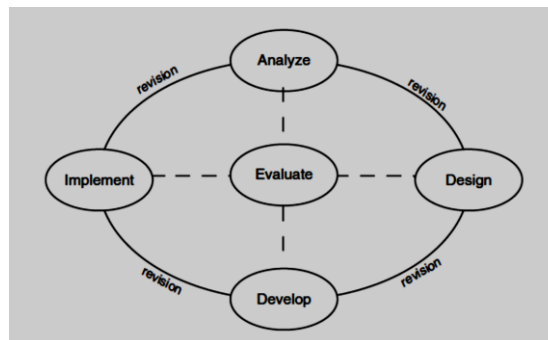 Analyze
revision
revision
Implement
Evaluate
Design
revision
revision
Develop